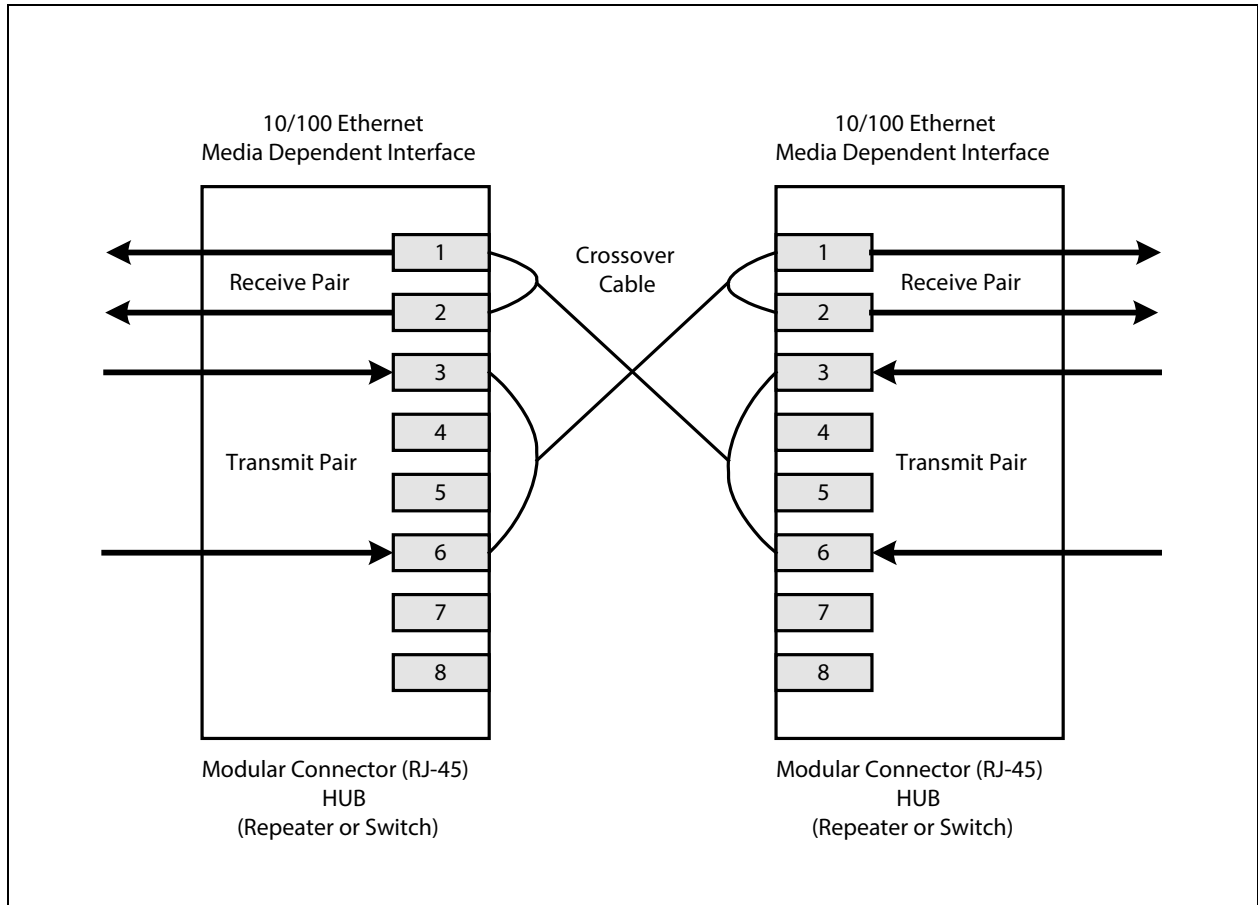 10/100 Ethernet
Media Dependent Interface
1
Receive Pair
2
3
4
Transmit Pair
5
6
7
8
Modular Connector (RJ-45)
HUB
(Repeater or Switch)
Crossover
Cable
10/100 Ethernet
Media Dependent Interface
1
Receive Pair
2
3
4
Transmit Pair
5
6
7
8
Modular Connector (RJ-45)
HUB
(Repeater or Switch)